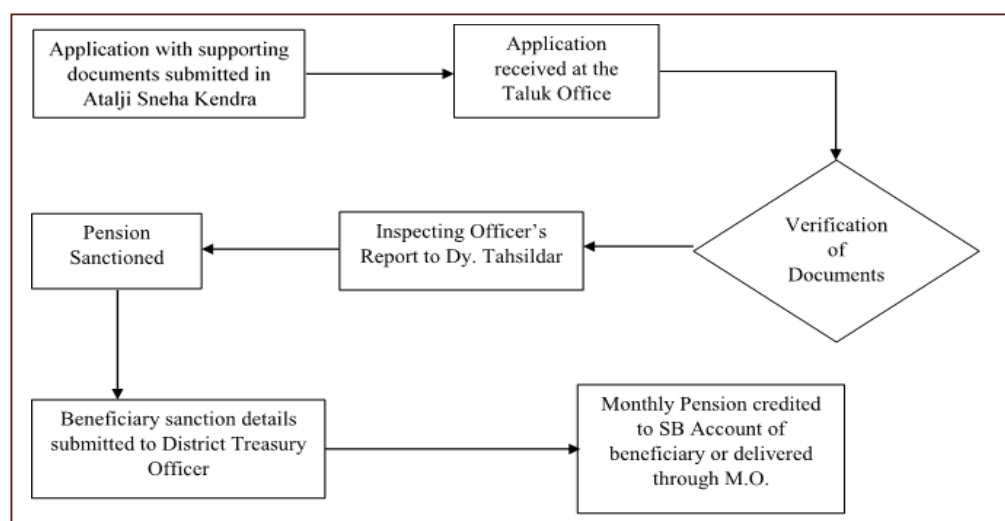 Application with supporting
documents submitted in
Atalji Sneha Kendra
Application
received at the
Taluk Office
Verification
of
Documents
Inspecting Officer's
Report to Dy. Tahsildar
Pension
Sanctioned
Beneficiary sanction details
submitted to District Treasury
Officer
Monthly Pension credited
to SB Account of
beneficiary or delivered
through M.O.